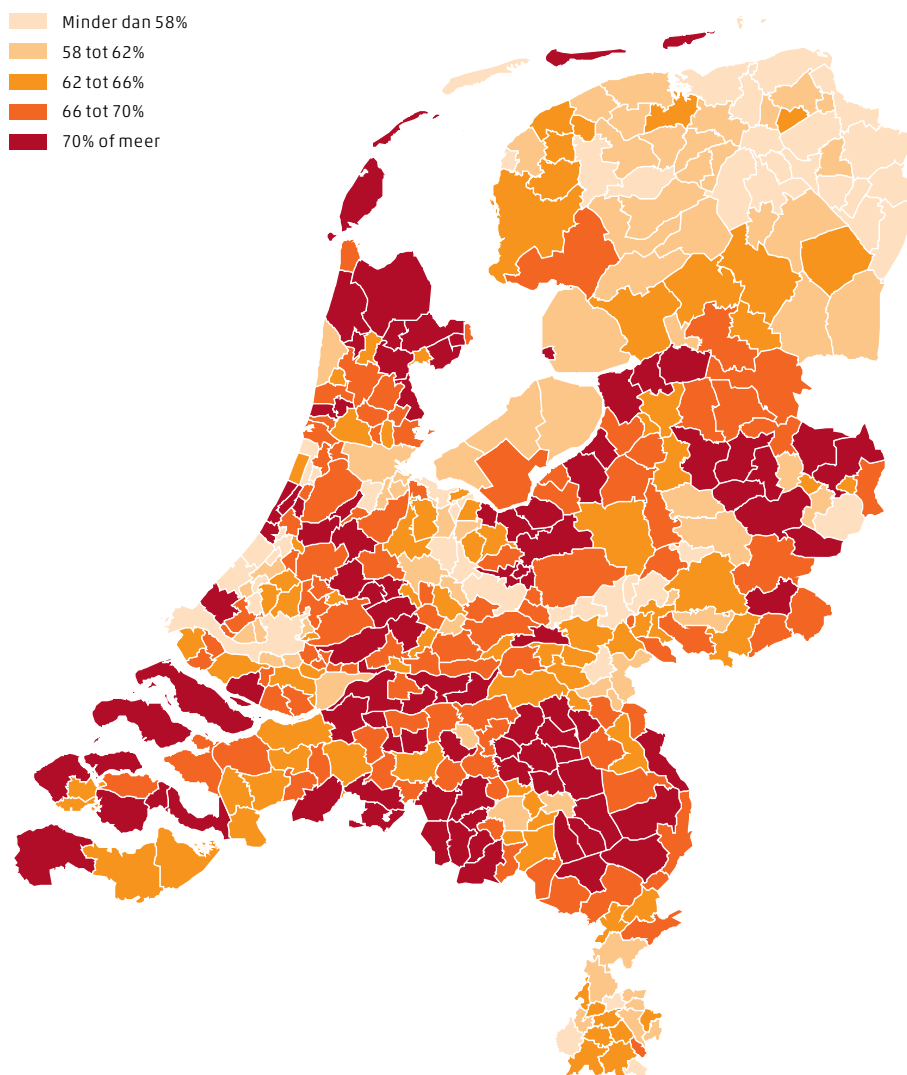 Minder dan 58%
58 tot 62%
62 tot 66%
66 tot 70%
70% of meer